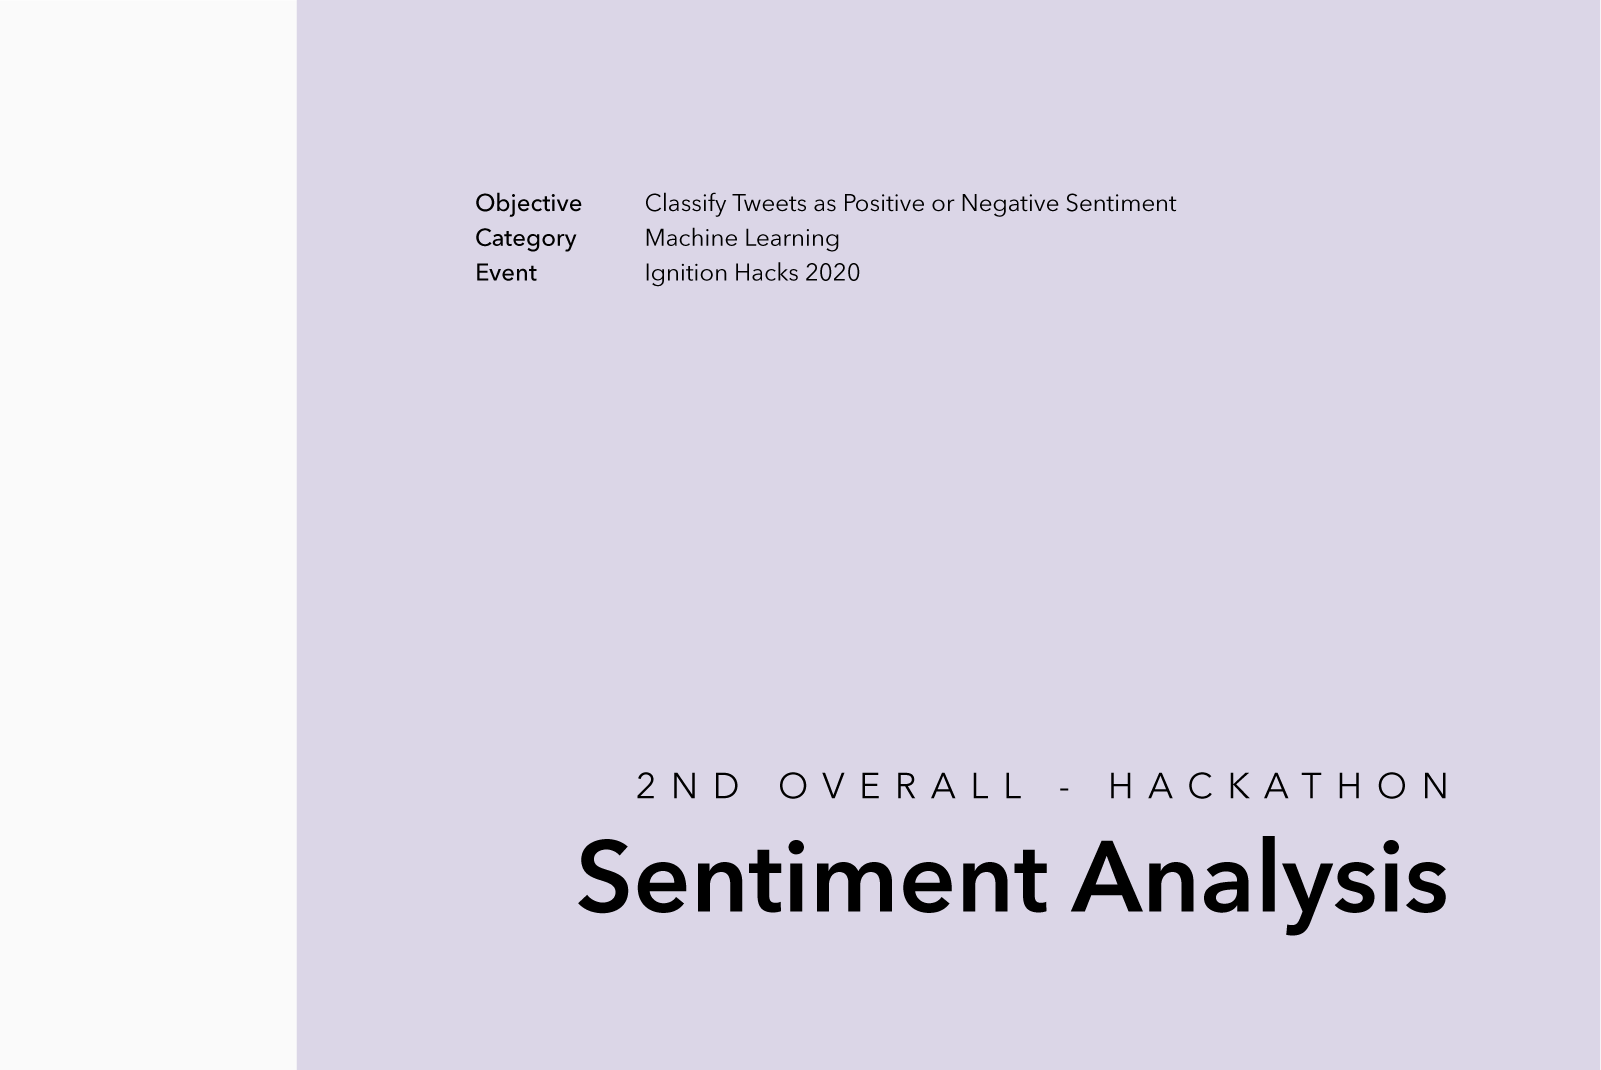 Objective Classify Tweets as Positive or Negative Sentiment
Category Machine Learning
Event Ignition Hacks 2020
2ND OVERALL - HACKATHON
Sentiment Analysis